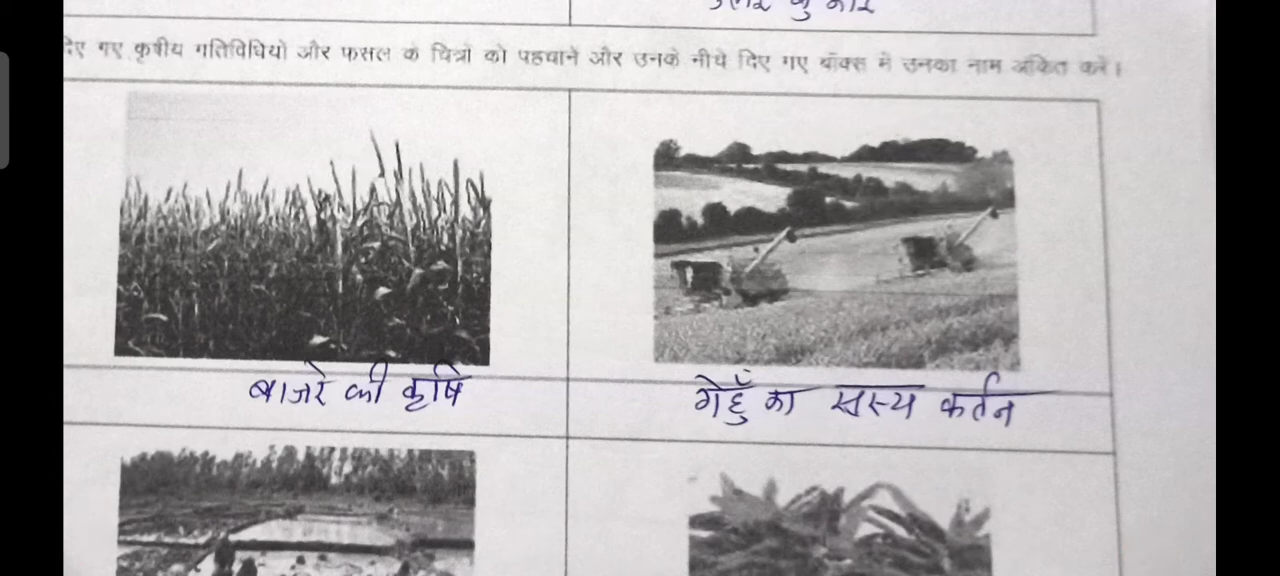 दिए गए कृषीय गतिविधियों और फसल के चित्रों को पहचाने और उनके नीचे दिए गए बॉक्स में उनका नाम अंकित करें।
बाजरे की कृषि
गेहुँ का सस्य कर्तन